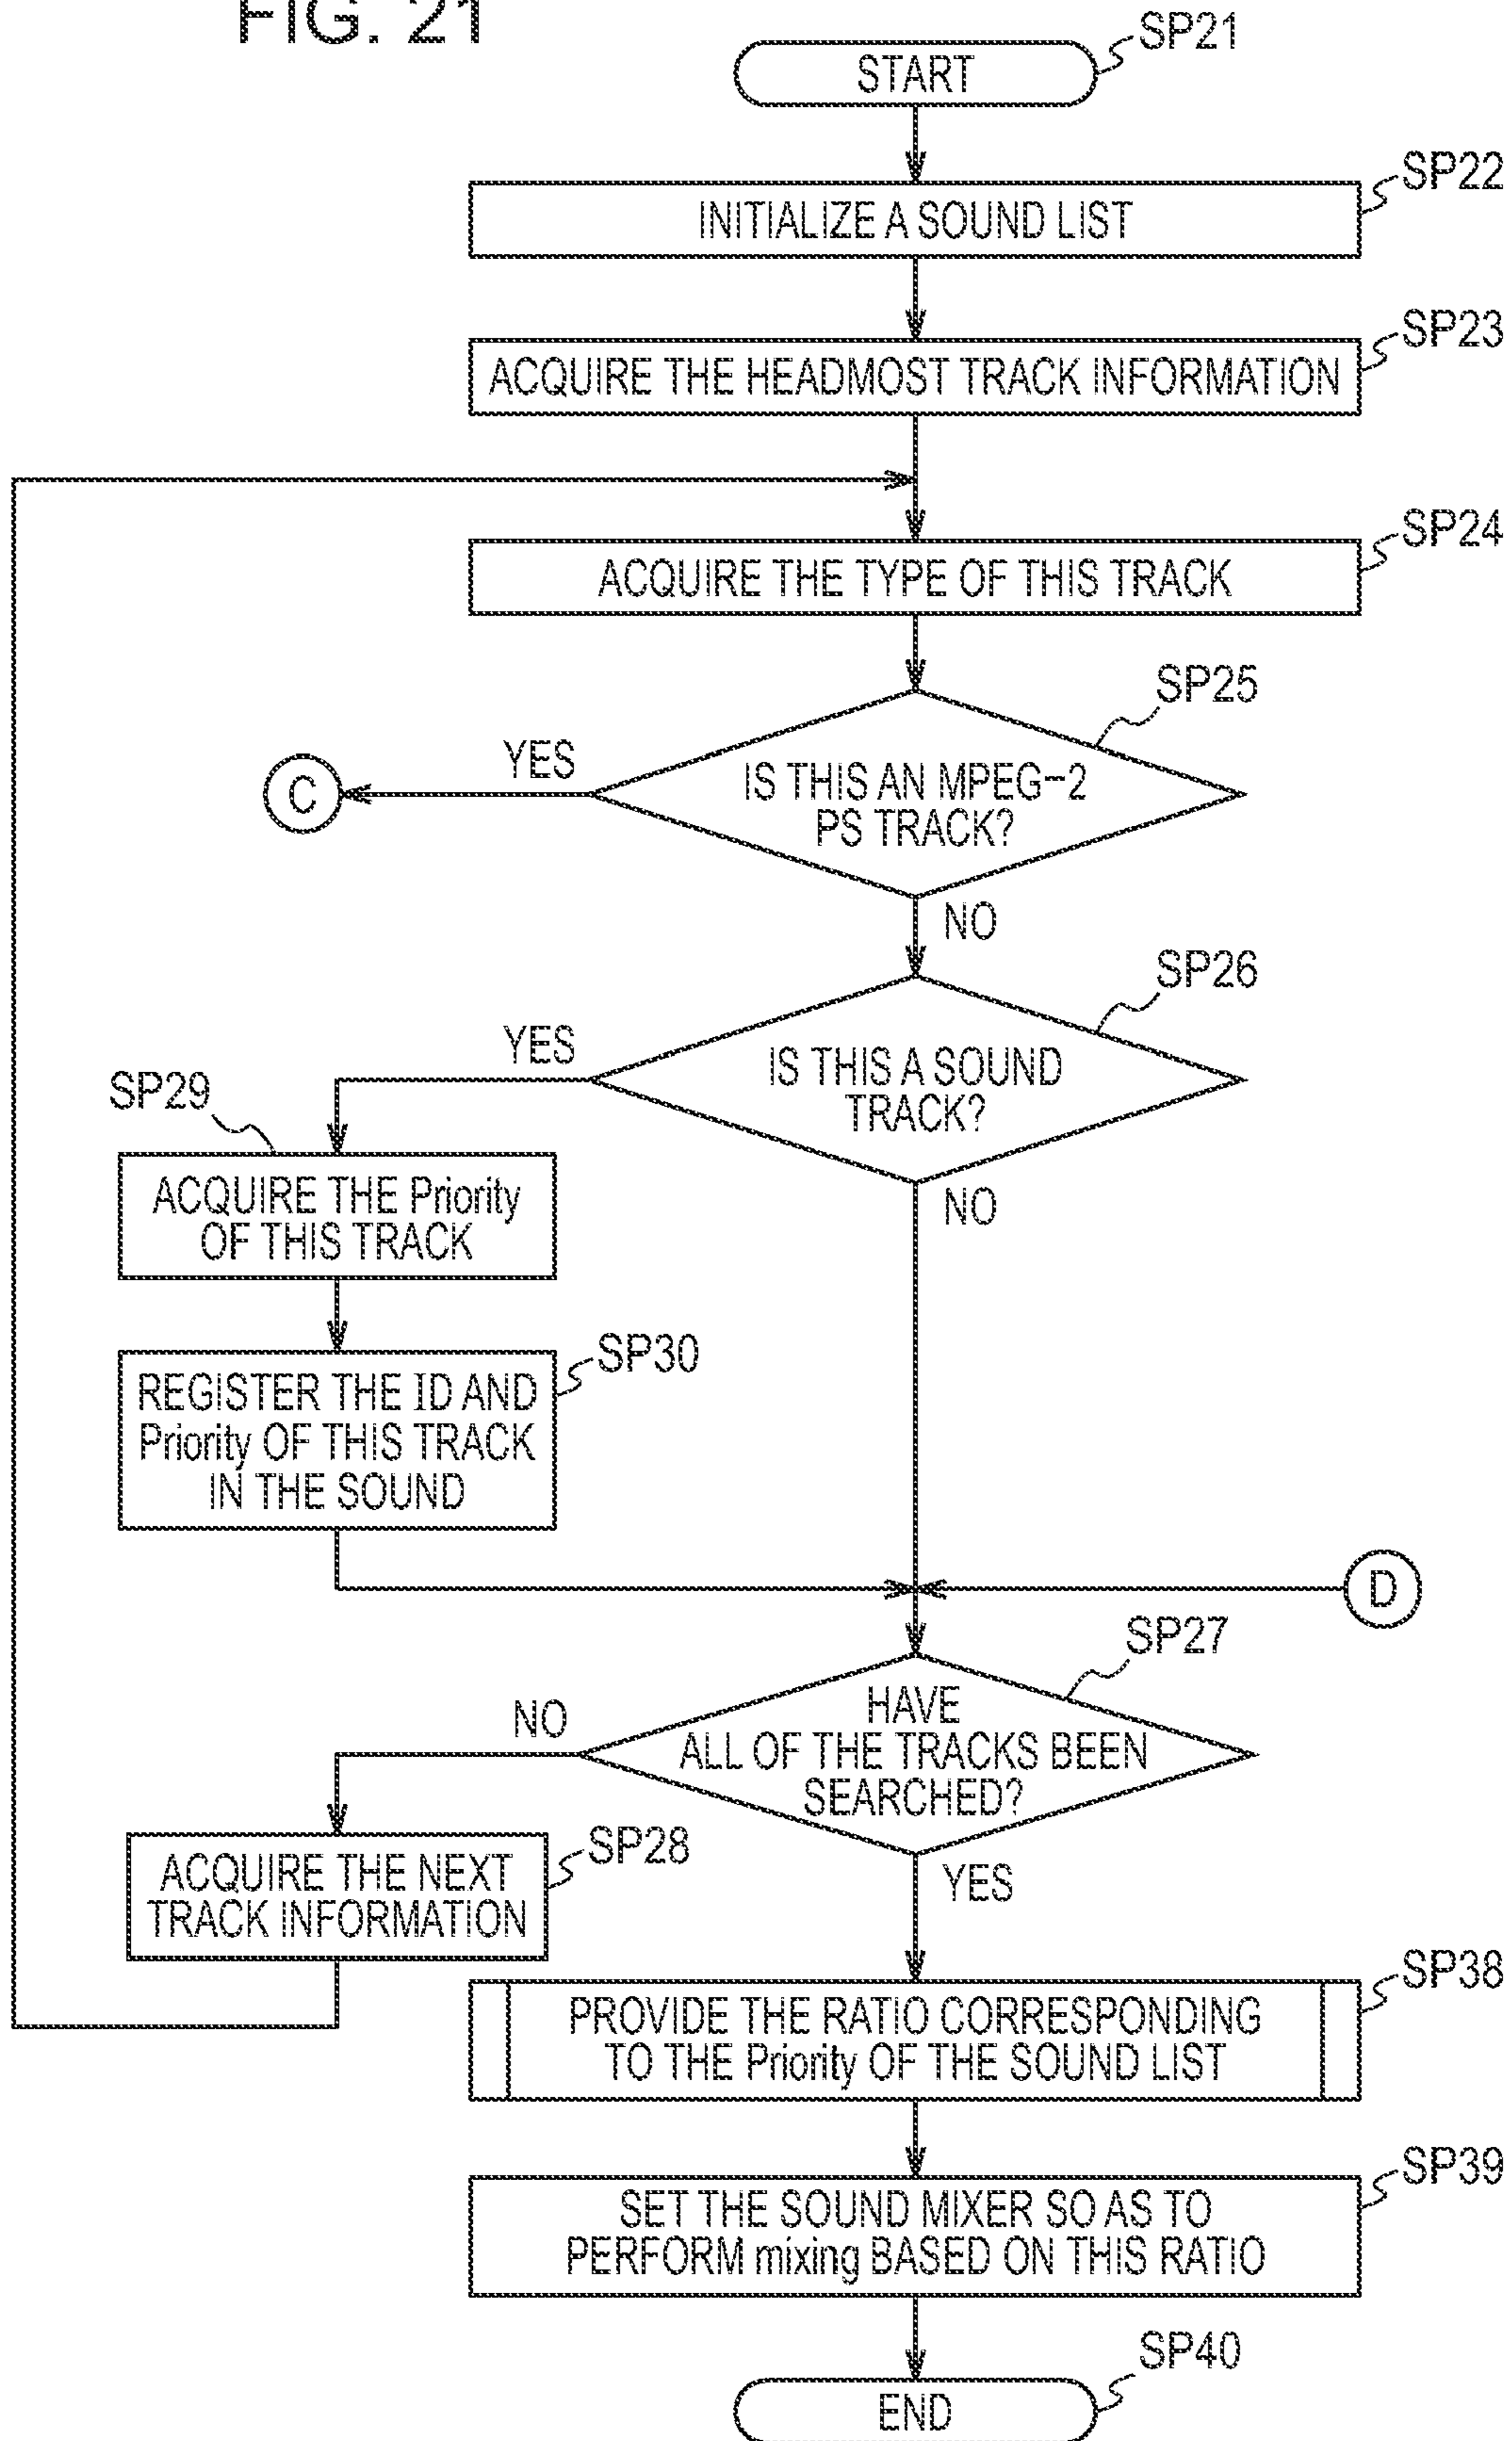 FIG. 21
START
SP21
INITIALIZE A SOUND LIST
SP22
ACQUIRE THE HEADMOST TRACK INFORMATION
SP23
ACQUIRE THE TYPE OF THIS TRACK
SP24
SP25
IS THIS AN MPEG-2
PS TRACK?
YES
C
NO
SP26
IS THIS A SOUND
TRACK?
YES
NO
SP29
ACQUIRE THE Priority
OF THIS TRACK
SP30
REGISTER THE ID AND
Priority OF THIS TRACK
IN THE SOUND
D
SP27
HAVE
ALL OF THE TRACKS BEEN
SEARCHED?
NO
YES
SP28
ACQUIRE THE NEXT
TRACK INFORMATION
SP38
PROVIDE THE RATIO CORRESPONDING
TO THE Priority OF THE SOUND LIST
SP39
SET THE SOUND MIXER SO AS TO
PERFORM mixing BASED ON THIS RATIO
SP40
END